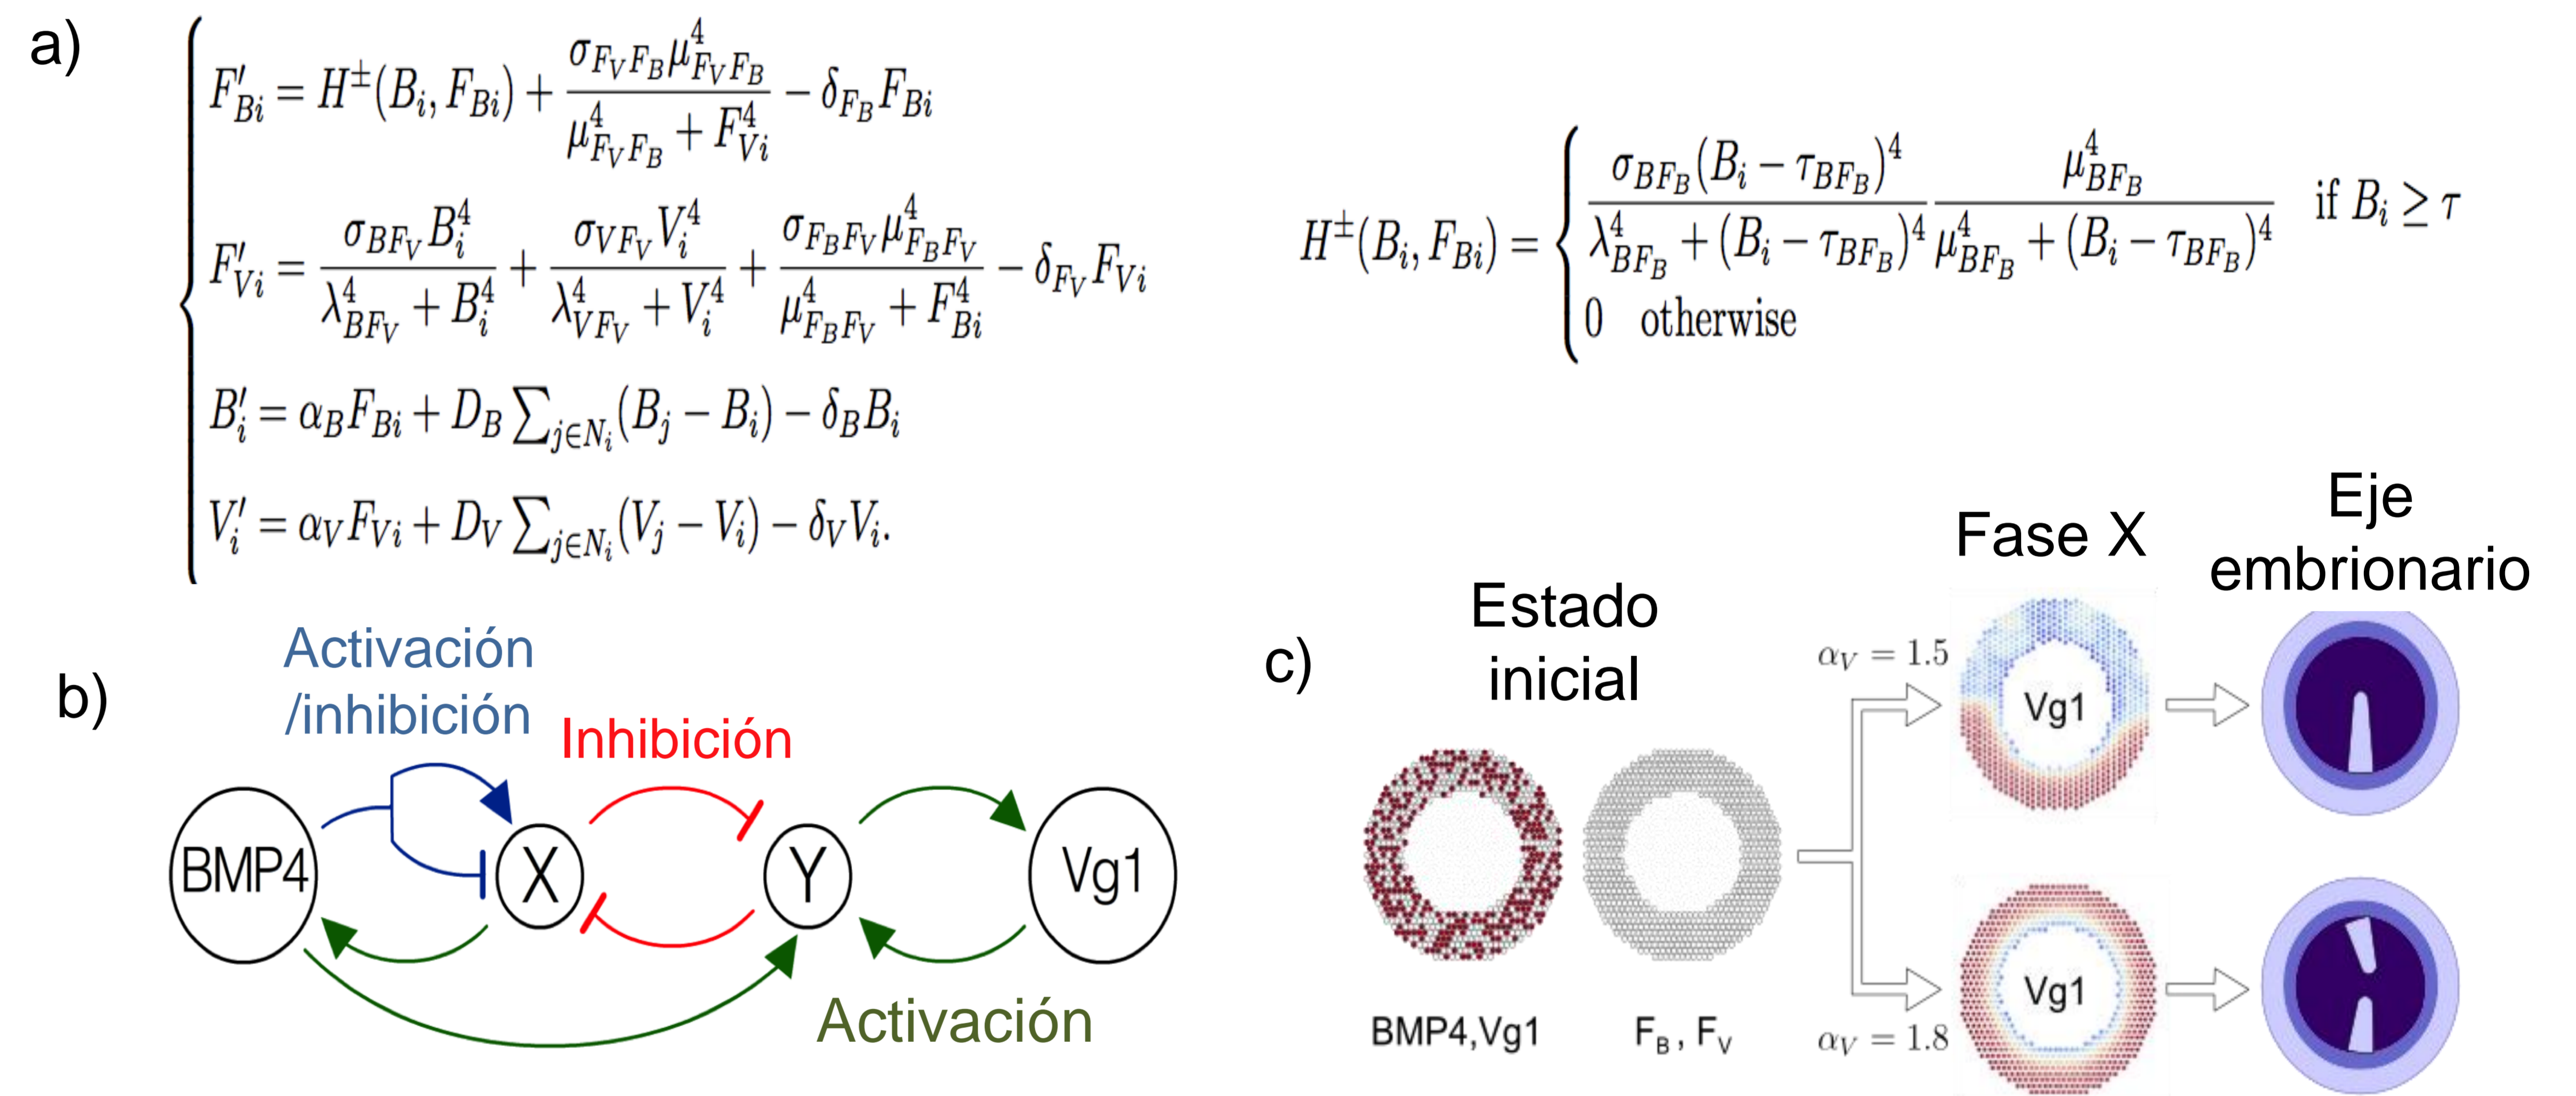 a)
F'_{Bi} = H^±(B_i, F_{Bi}) + \frac{σ_{F_V F_B} μ^4_{F_V F_B}}{μ^4_{F_V F_B} + F^4_{Vi}} − δ_{F_B} F_{Bi}
F'_{Vi} = \frac{σ_{BF_V} B^4_i}{λ^4_{BF_V} + B^4_i} + \frac{σ_{VF_V} V^4_i}{λ^4_{VF_V} + V^4_i} + \frac{σ_{F_B F_V} μ^4_{F_B F_V}}{μ^4_{F_B F_V} + F^4_{Bi}} − δ_{F_V} F_{Vi}
B'_i = α_B F_{Bi} + D_B ∑_{j∈N_i} (B_j − B_i) − δ_B B_i
V'_i = α_V F_{Vi} + D_V ∑_{j∈N_i} (V_j − V_i) − δ_V V_i.
H^±(B_i, F_{Bi}) = { \frac{σ_{BF_B} (B_i − τ_{BF_B})^4}{λ^4_{BF_B} + (B_i − τ_{BF_B})^4} \frac{μ^4_{BF_B}}{μ^4_{BF_B} + (B_i − τ_{BF_B})^4} if B_i ≥ τ
0 otherwise
b)
Activación
/inhibición
Inhibición
BMP4
X
Y
Vg1
Activación
c)
Estado
inicial
Fase X
Eje
embrionario
α_V = 1.5
Vg1
BMP4,Vg1
F_B , F_V
α_V = 1.8
Vg1